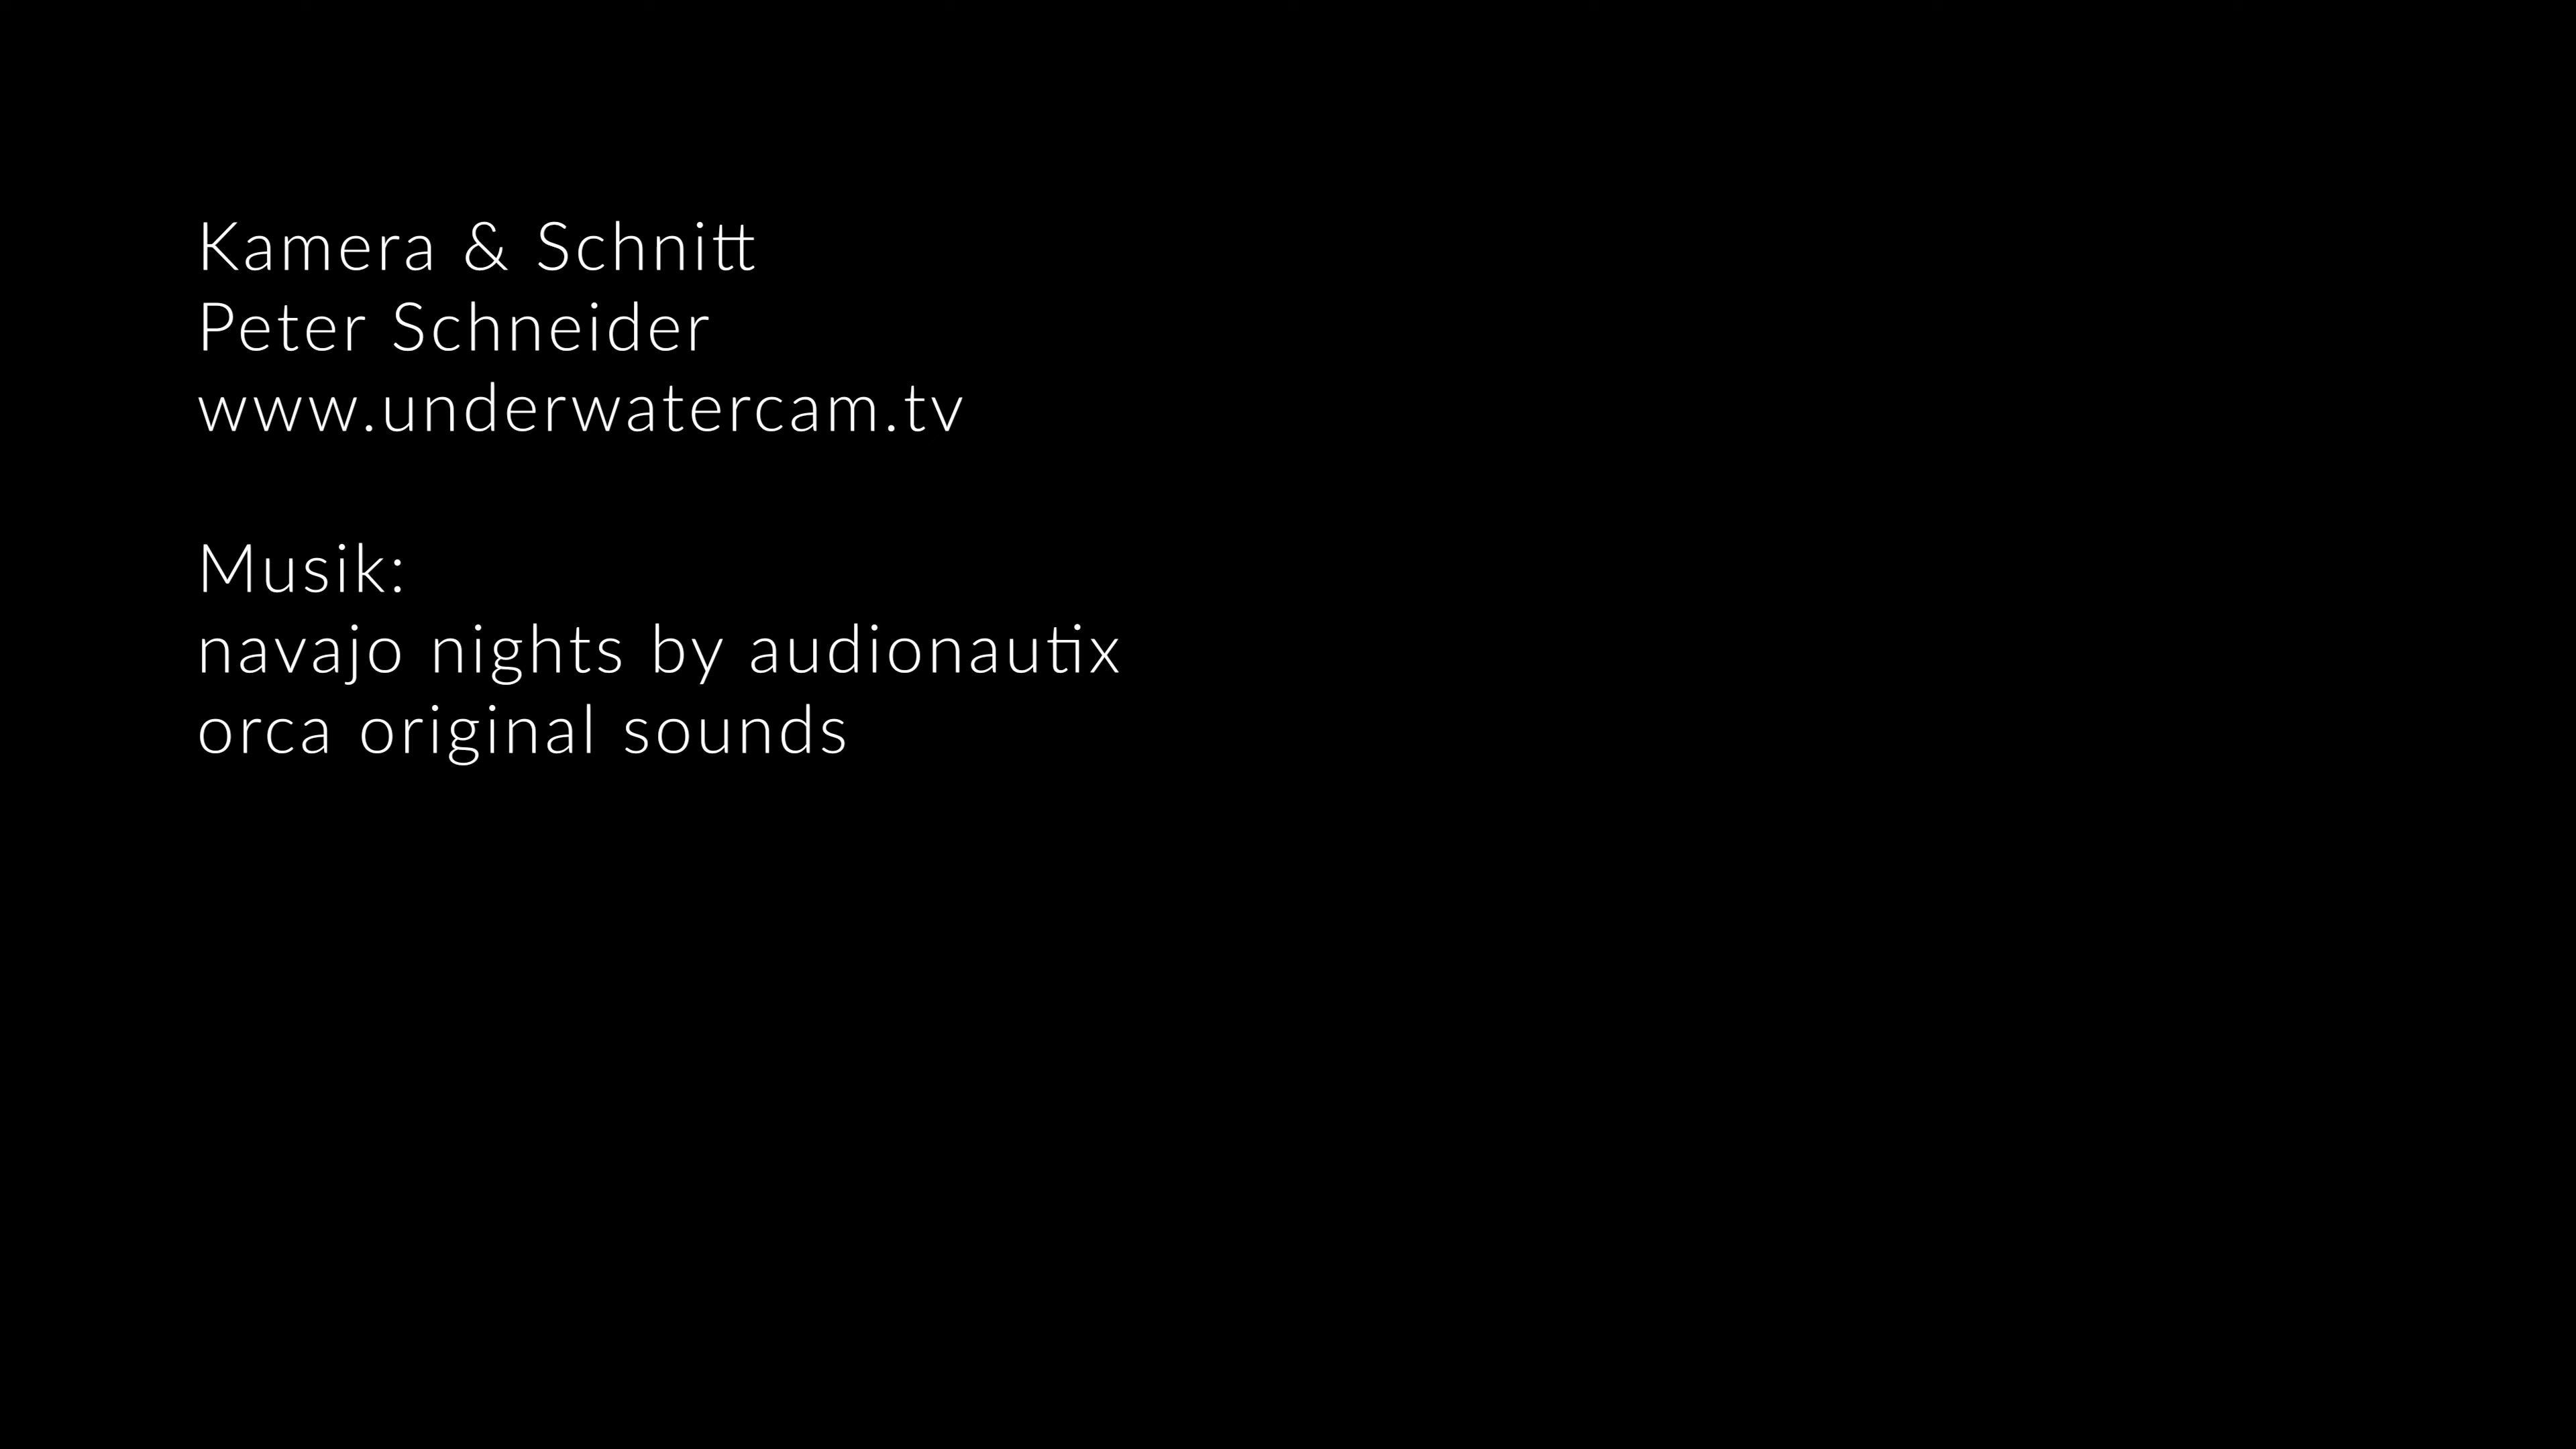 Kamera & Schnitt
Peter Schneider
www.underwatercam.tv
Musik:
navajo nights by audionautix
orca original sounds